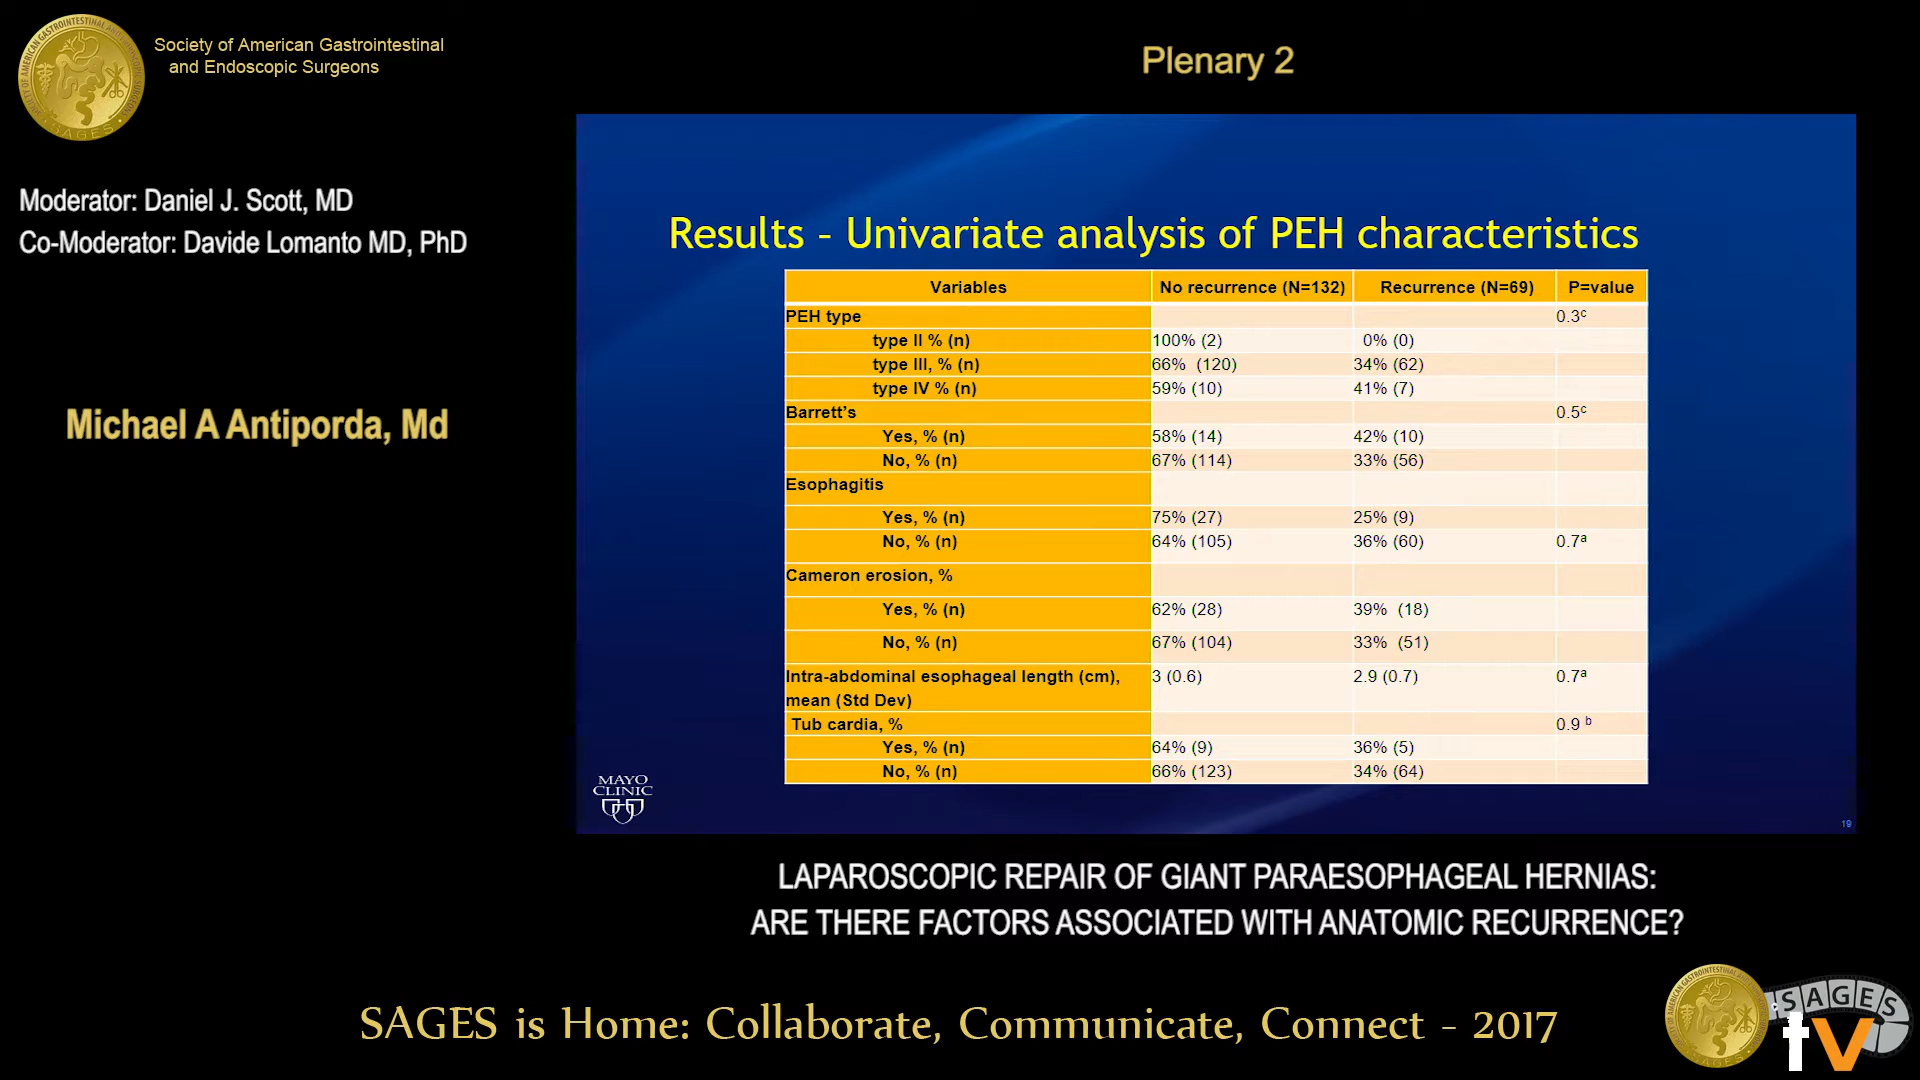 Society of American Gastrointestinal
and Endoscopic Surgeons
Plenary 2
Moderator: Daniel J. Scott, MD
Co-Moderator: Davide Lomanto MD, PhD
Michael A Antiporda, Md
Results - Univariate analysis of PEH characteristics
Variables No recurrence (N=132) Recurrence (N=69) P=value
PEH type 0.3ᶜ
type II % (n) 100% (2) 0% (0)
type III, % (n) 66% (120) 34% (62)
type IV % (n) 59% (10) 41% (7)
Barrett’s 0.5ᶜ
Yes, % (n) 58% (14) 42% (10)
No, % (n) 67% (114) 33% (56)
Esophagitis
Yes, % (n) 75% (27) 25% (9)
No, % (n) 64% (105) 36% (60) 0.7ᵃ
Cameron erosion, %
Yes, % (n) 62% (28) 39% (18)
No, % (n) 67% (104) 33% (51)
Intra-abdominal esophageal length (cm), 3 (0.6) 2.9 (0.7) 0.7ᵃ
mean (Std Dev)
Tub cardia, % 0.9 ᵇ
Yes, % (n) 64% (9) 36% (5)
No, % (n) 66% (123) 34% (64)
MAYO
CLINIC
19
LAPAROSCOPIC REPAIR OF GIANT PARAESOPHAGEAL HERNIAS:
ARE THERE FACTORS ASSOCIATED WITH ANATOMIC RECURRENCE?
SAGES is Home: Collaborate, Communicate, Connect - 2017
SAGES
tv